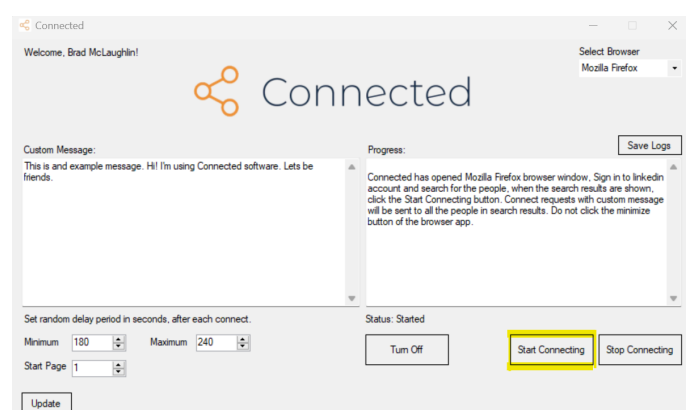 Connected
Welcome, Brad McLaughlin!
Select Browser
Mozilla Firefox
Connected
Custom Message:
Progress:
Save Logs
This is and example message. Hi! I'm using Connected software. Lets be
friends.
Connected has opened Mozilla Firefox browser window, Sign in to linkedin
account and search for the people, when the search results are shown,
click the Start Connecting button. Connect requests with custom message
will be sent to all the people in search results. Do not click the minimize
button of the browser app.
Set random delay period in seconds, after each connect.
Status: Started
Minimum 180 Maximum 240
Turn Off
Start Connecting
Stop Connecting
Start Page 1
Update